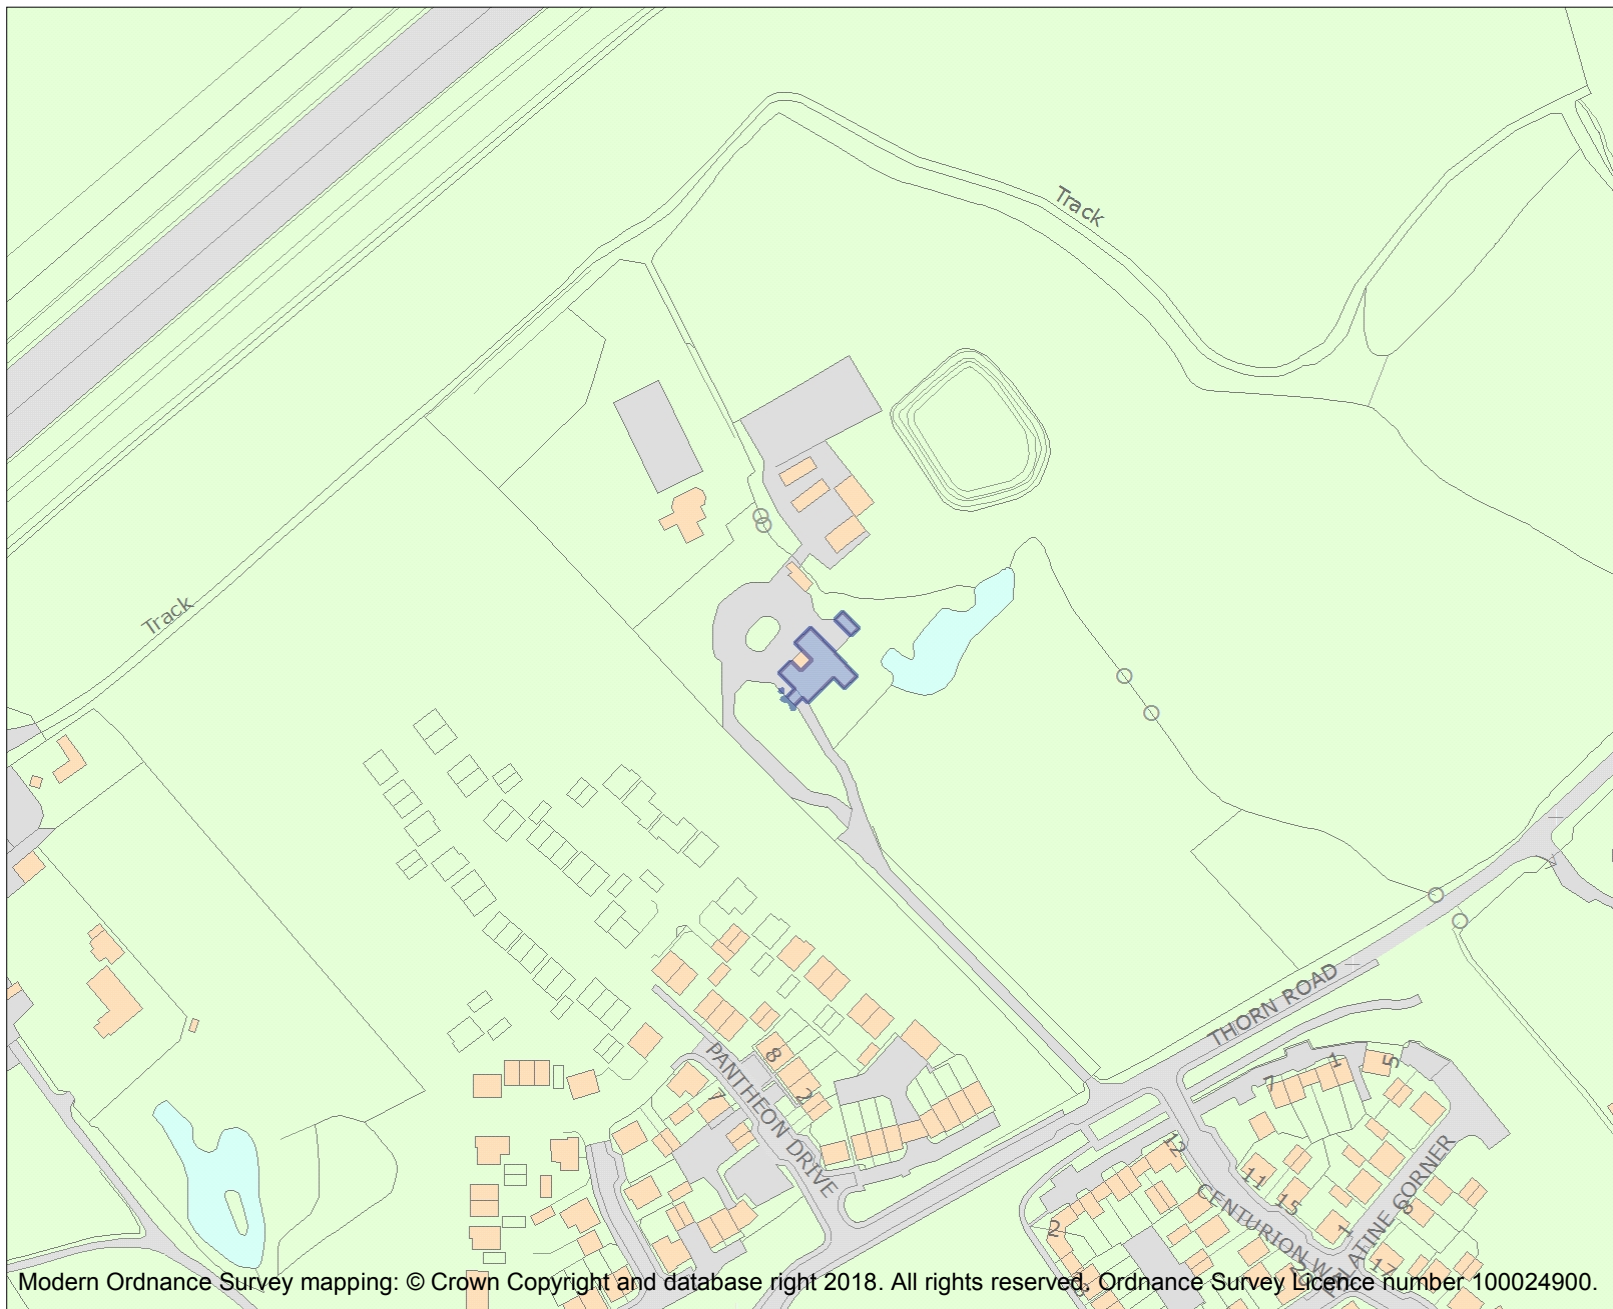 Track
Track
THORN ROAD
PANTHEON DRIVE
8
2
7
7
1
5
12
11
15
2
CENTURION WAY
PALATINE CORNER
1
17
Modern Ordnance Survey mapping: © Crown Copyright and database right 2018. All rights reserved. Ordnance Survey Licence number 100024900.